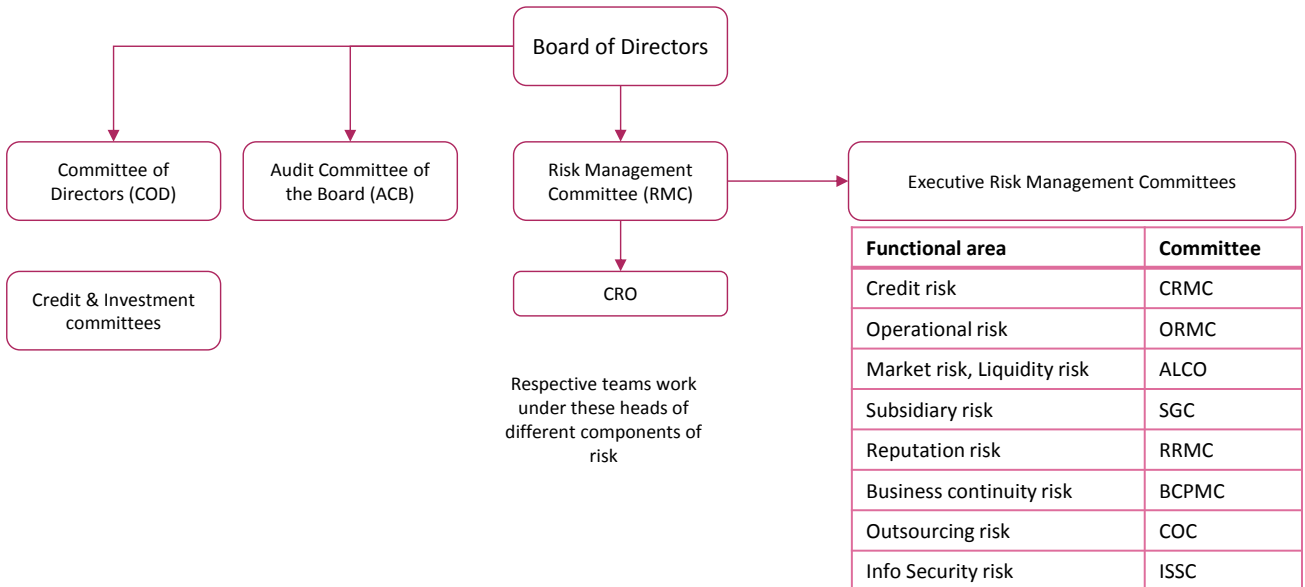 Board of Directors
Committee of
Directors (COD)
Audit Committee of
the Board (ACB)
Risk Management
Committee (RMC)
Executive Risk Management Committees
Credit & Investment
committees
CRO
Respective teams work
under these heads of
different components of
risk
Functional area Committee
Credit risk CRMC
Operational risk ORMC
Market risk, Liquidity risk ALCO
Subsidiary risk SGC
Reputation risk RRMC
Business continuity risk BCPMC
Outsourcing risk COC
Info Security risk ISSC